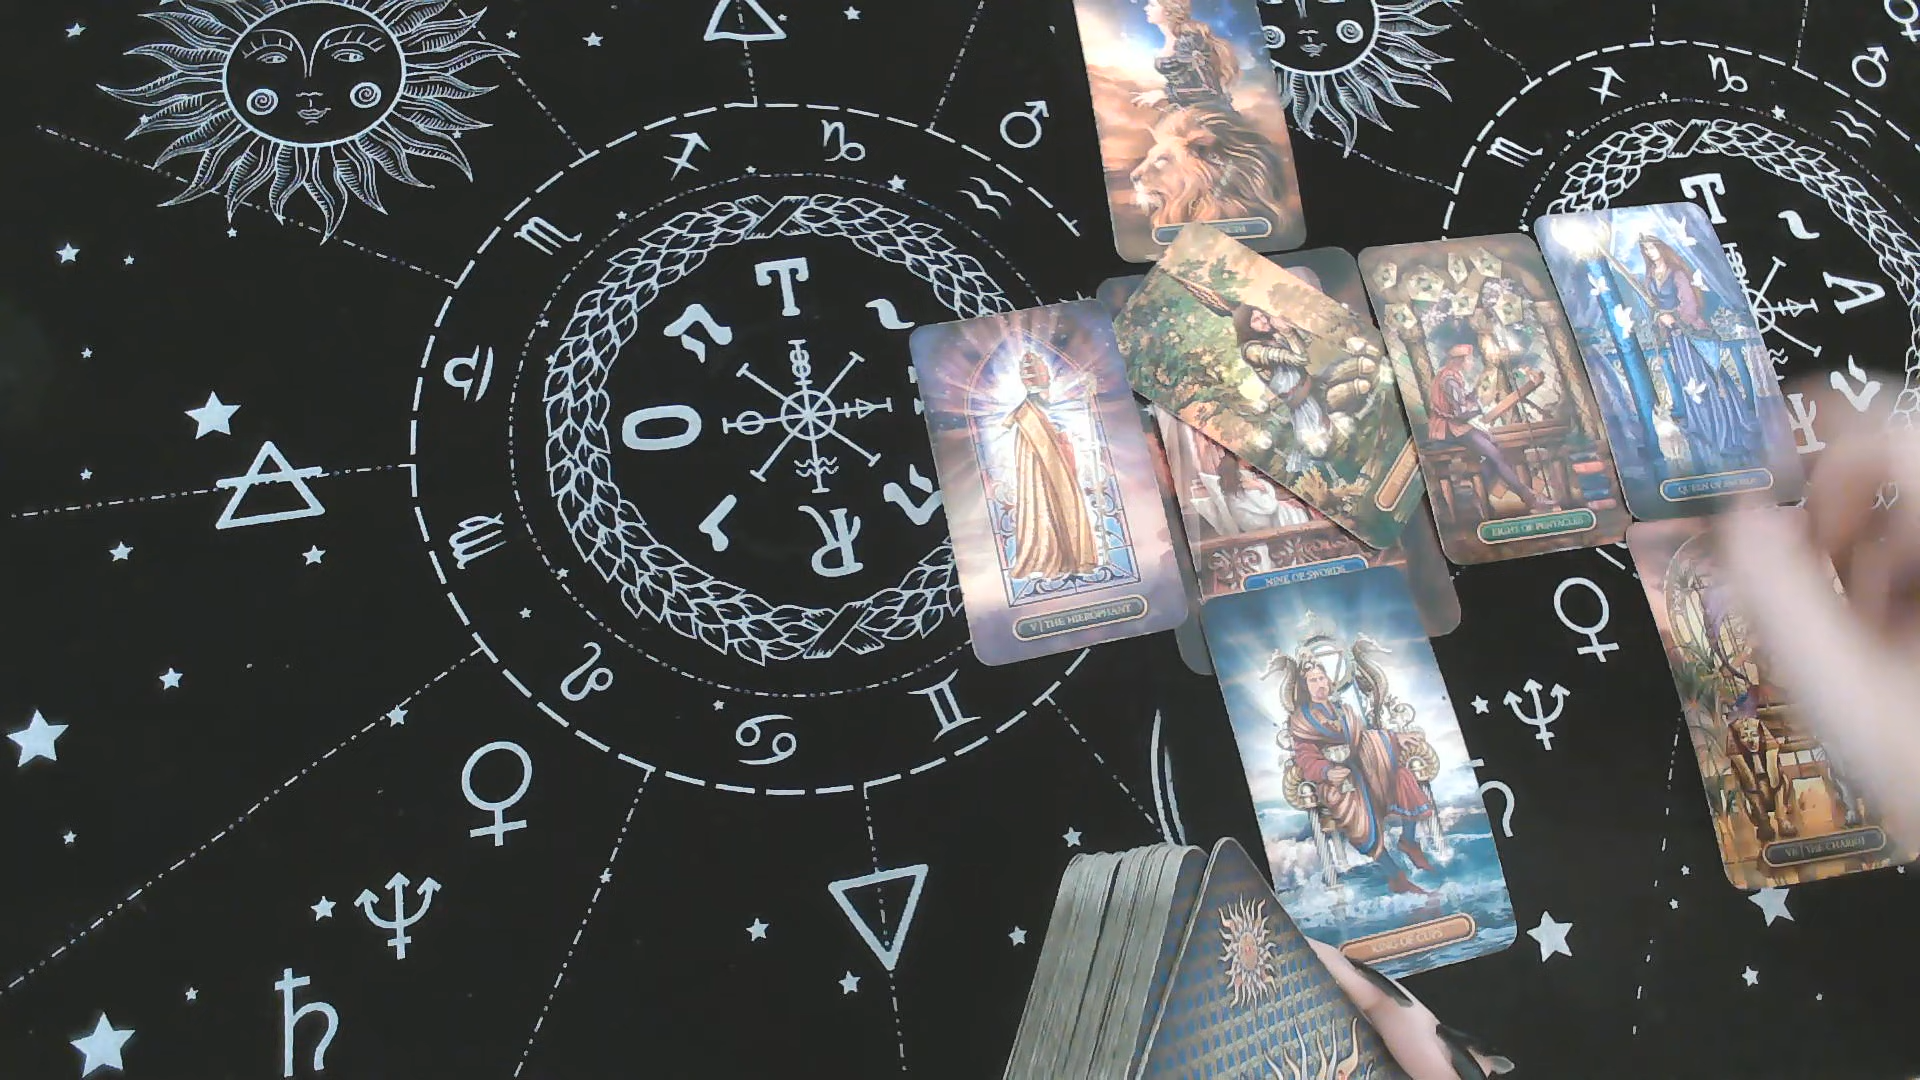 V | THE HIEROPHANT
NINE OF SWORDS
EIGHT OF PENTACLES
QUEEN OF SWORDS
KING OF CUPS
VII | THE CHARIOT
T
A
O
R